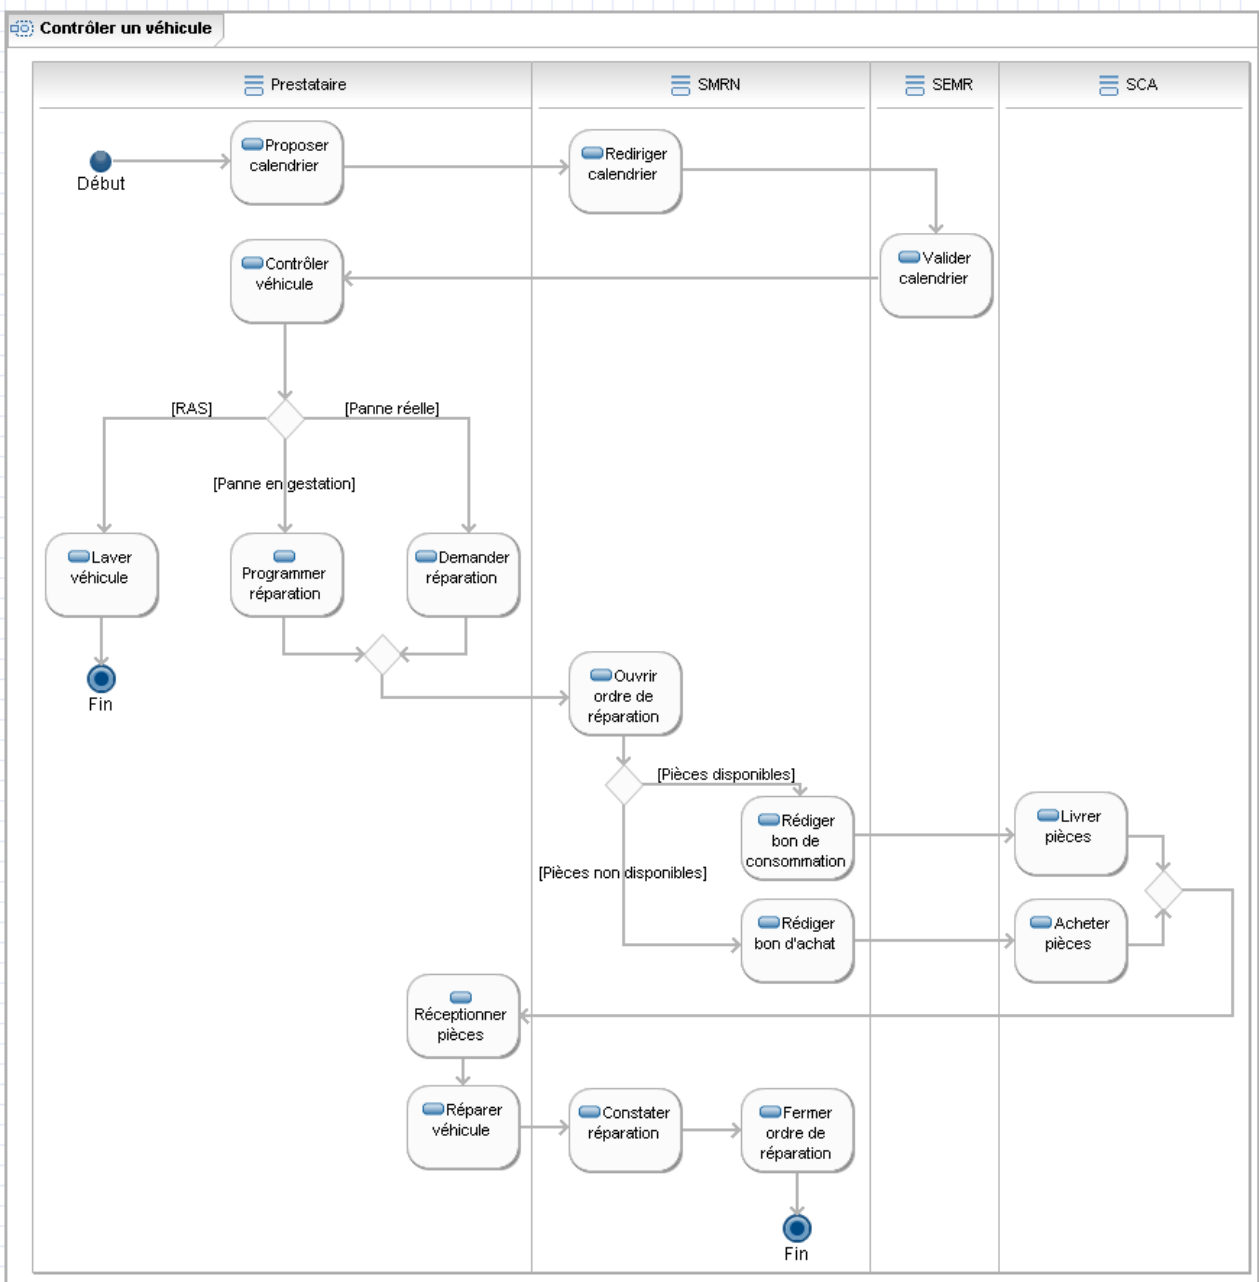 Contrôler un véhicule
Prestataire
SMRN
SEMR
SCA
Début
Proposer
calendrier
Rediriger
calendrier
Valider
calendrier
Contrôler
véhicule
[RAS]
[Panne réelle]
[Panne en gestation]
Laver
véhicule
Programmer
réparation
Demander
réparation
Fin
Ouvrir
ordre de
réparation
[Pièces disponibles]
[Pièces non disponibles]
Rédiger
bon de
consommation
Livrer
pièces
Rédiger
bon d'achat
Acheter
pièces
Réceptionner
pièces
Réparer
véhicule
Constater
réparation
Fermer
ordre de
réparation
Fin